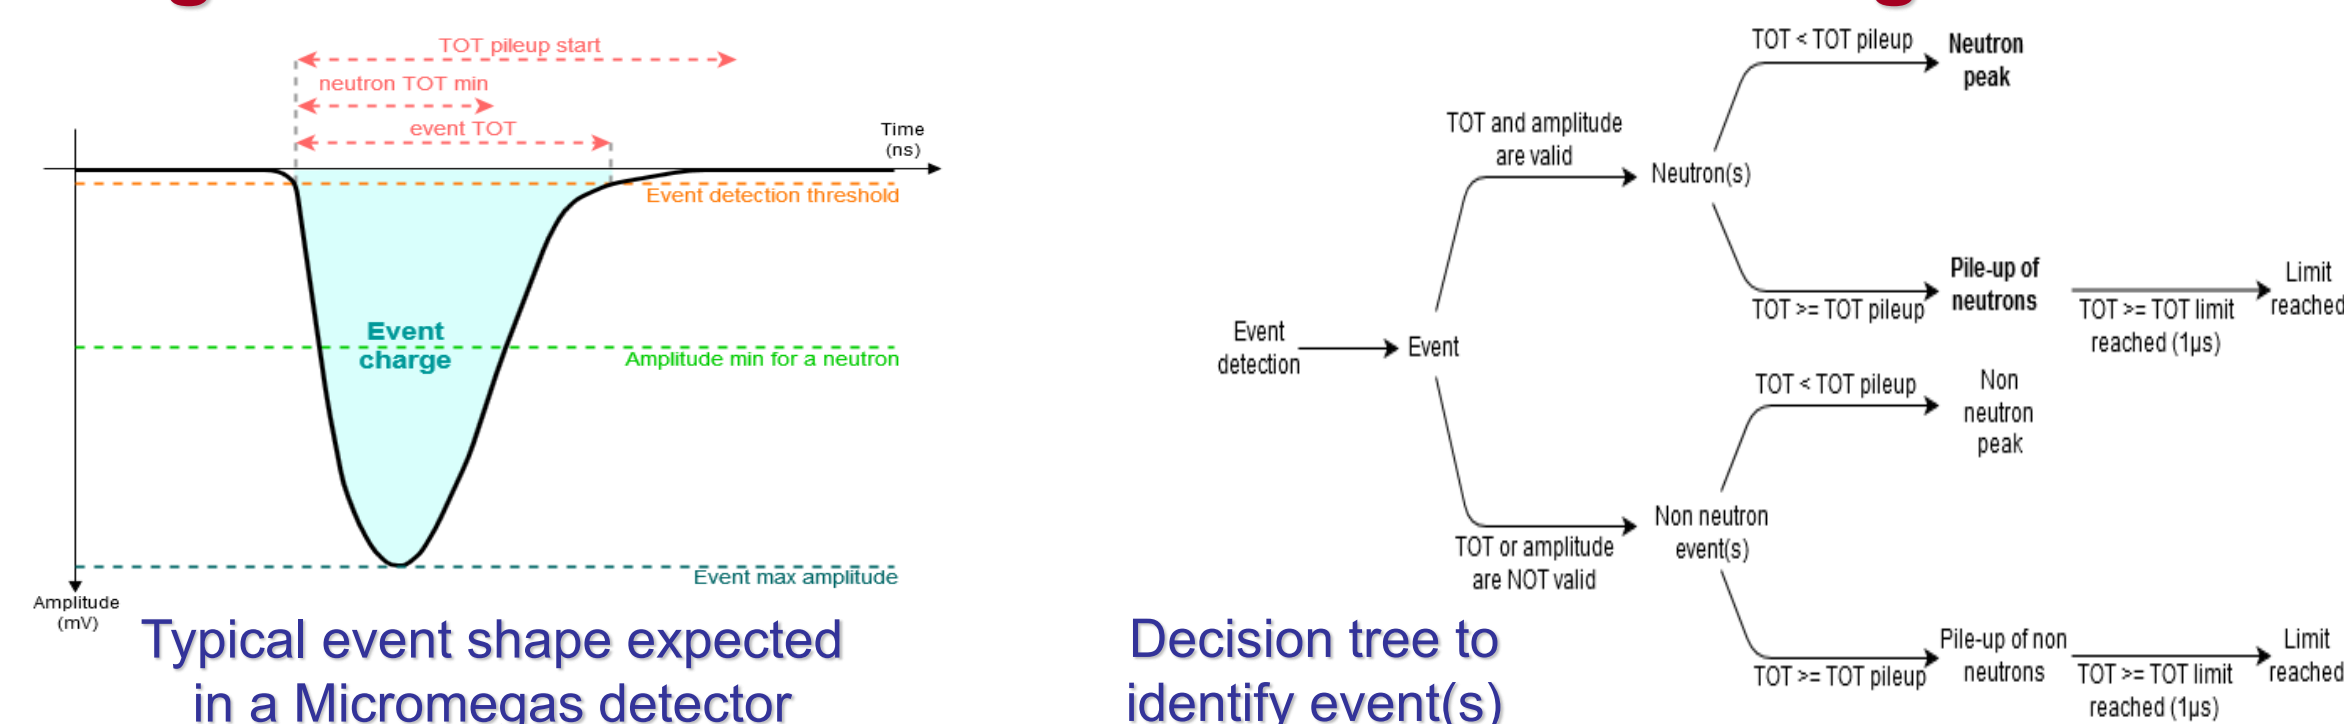 TOT pileup start
neutron TOT min
event TOT
Time
(ns)
Event detection threshold
Event
charge
Amplitude min for a neutron
Event max amplitude
Amplitude
(mV)
Typical event shape expected
in a Micromegas detector
TOT < TOT pileup
Neutron
peak
TOT and amplitude
are valid
Neutron(s)
Pile-up of
neutrons
TOT >= TOT pileup
TOT >= TOT limit
reached (1µs)
Limit
reached
Event
detection
Event
TOT < TOT pileup
Non
neutron
peak
TOT or amplitude
are NOT valid
Non neutron
event(s)
TOT >= TOT pileup
Pile-up of non
neutrons
TOT >= TOT limit
reached (1µs)
Limit
reached
Decision tree to
identify event(s)